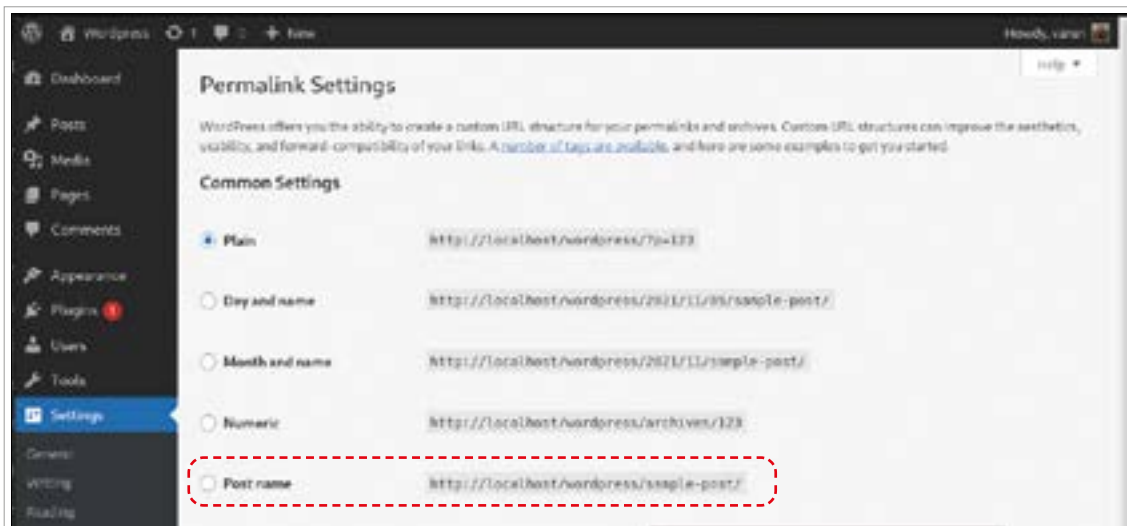 Wordpress 1 New
Howdy,
Help
Dashboard
Posts
Media
Pages
Comments
Appearance
Plugins 1
Users
Tools
Settings
General
Writing
Reading
Permalink Settings
WordPress offers you the ability to create a custom URL structure for your permalinks and archives. Custom URL structures can improve the aesthetics,
usability, and forward-compatibility of your links. A number of tags are available, and here are some examples to get you started.
Common Settings
Plain http://localhost/wordpress/?p=123
Day and name http://localhost/wordpress/2021/11/05/sample-post/
Month and name http://localhost/wordpress/2021/11/sample-post/
Numeric http://localhost/wordpress/archives/123
Post name http://localhost/wordpress/sample-post/